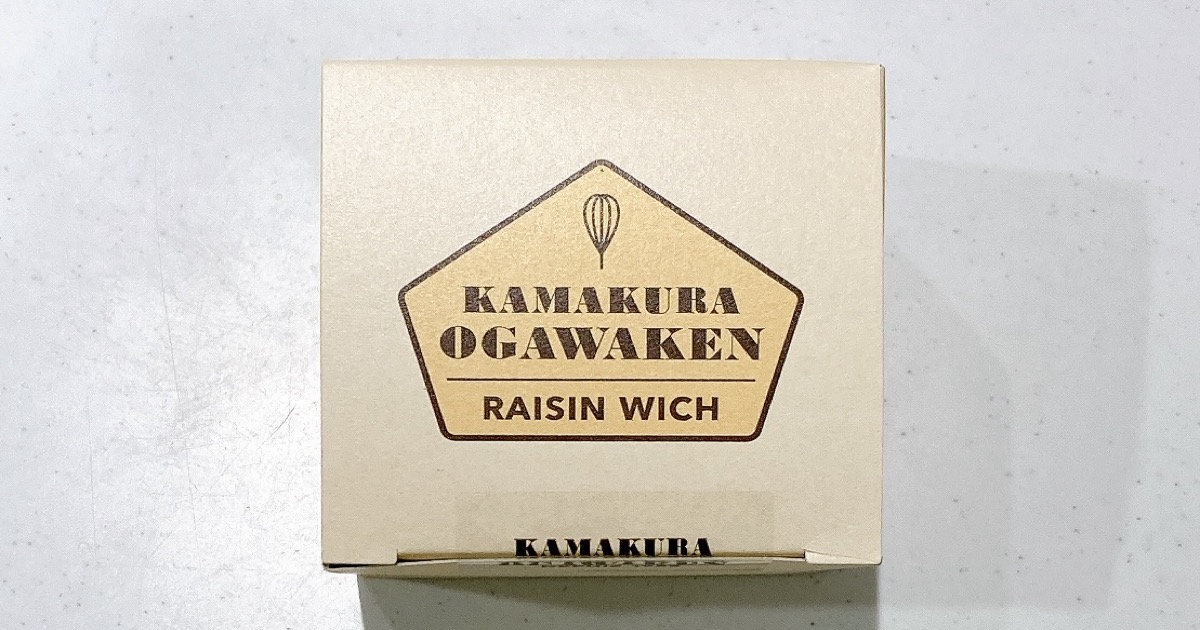 KAMAKURA
OGAWAKEN
RAISIN WICH
KAMAKURA